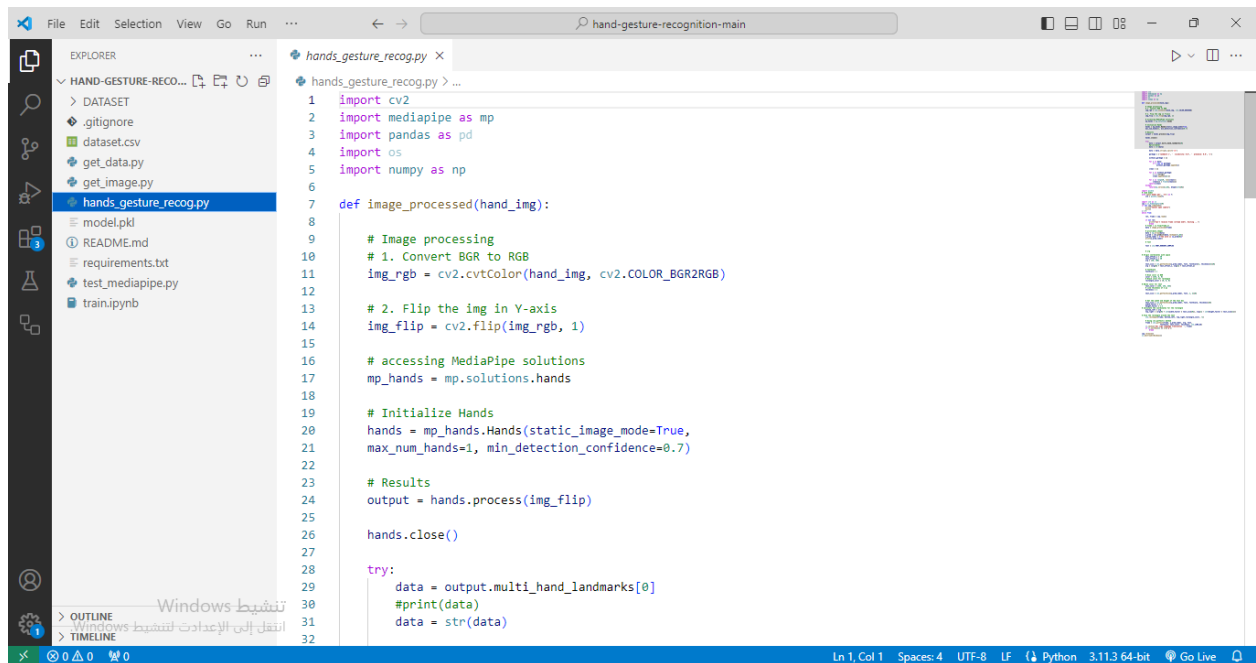 File Edit Selection View Go Run ... hand-gesture-recognition-main
EXPLORER ...
HAND-GESTURE-RECO...
DATASET
.gitignore
dataset.csv
get_data.py
get_image.py
hands_gesture_recog.py
model.pkl
README.md
requirements.txt
test_mediapipe.py
train.ipynb
OUTLINE
TIMELINE
3
1
hands_gesture_recog.py
hands_gesture_recog.py > ...
1 import cv2
2 import mediapipe as mp
3 import pandas as pd
4 import os
5 import numpy as np
6
7 def image_processed(hand_img):
8
9 # Image processing
10 # 1. Convert BGR to RGB
11 img_rgb = cv2.cvtColor(hand_img, cv2.COLOR_BGR2RGB)
12
13 # 2. Flip the img in Y-axis
14 img_flip = cv2.flip(img_rgb, 1)
15
16 # accessing MediaPipe solutions
17 mp_hands = mp.solutions.hands
18
19 # Initialize Hands
20 hands = mp_hands.Hands(static_image_mode=True,
21 max_num_hands=1, min_detection_confidence=0.7)
22
23 # Results
24 output = hands.process(img_flip)
25
26 hands.close()
27
28 try:
29 data = output.multi_hand_landmarks[0]
30 #print(data)
31 data = str(data)
32
تنشيط Windows
انتقل إلى الإعدادات لتنشيط Windows.
0 0 0 Ln 1, Col 1 Spaces: 4 UTF-8 LF Python 3.11.3 64-bit Go Live